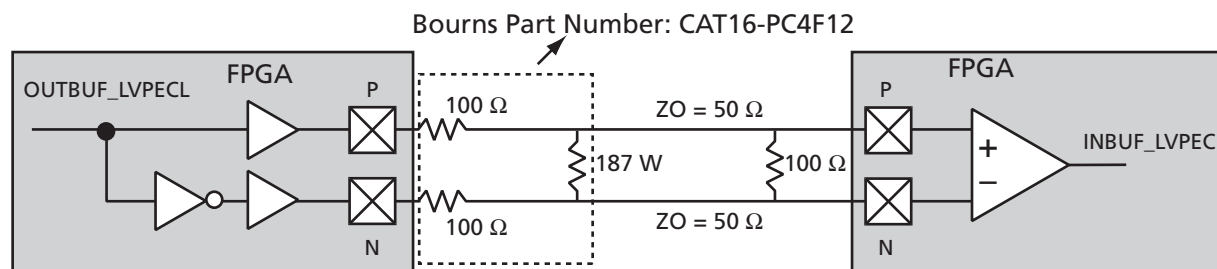 Bourns Part Number: CAT16-PC4F12
FPGA
OUTBUF_LVPECL
P
100 Ω
ZO = 50 Ω
187 W
100 Ω
100 Ω
ZO = 50 Ω
N
FPGA
P
+
−
INBUF_LVPEC
N